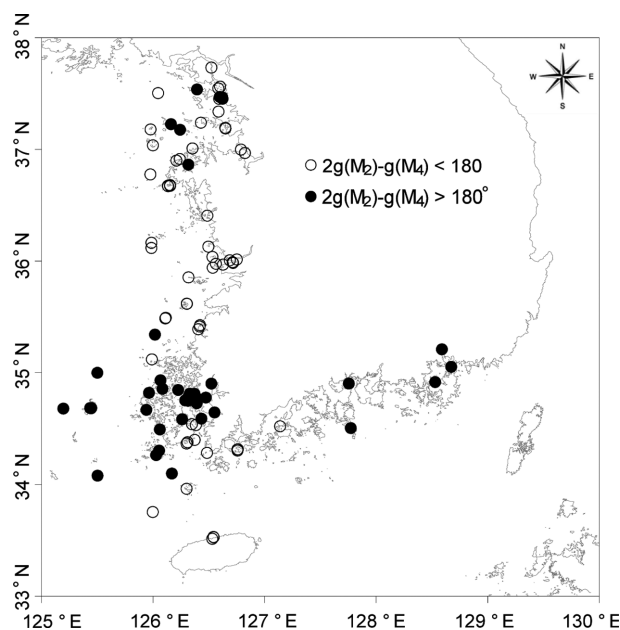 38° N
N
W E
S
37° N
2g(M₂)-g(M₄) < 180
2g(M₂)-g(M₄) > 180°
36° N
35° N
34° N
33° N
125 E 126 E 127 E 128 E 129 E 130 E